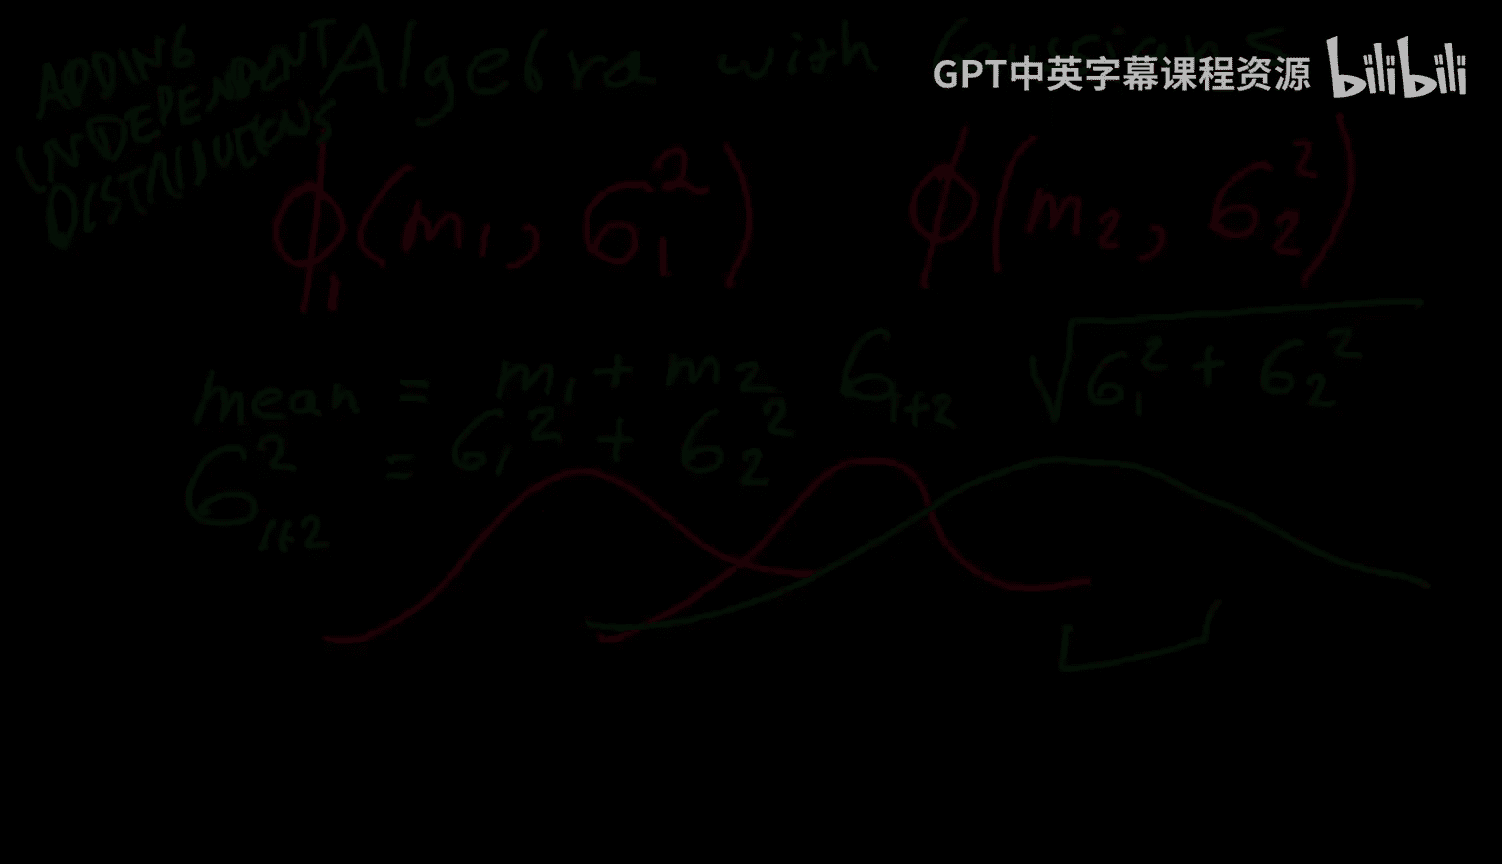 Algebra with Gaussians
GPT中英字幕课程资源 bilibili
ADDING
INDEPENDENT
DISTRIBUTIONS
ϕ₁(m₁, σ₁²) ϕ(m₂, σ₂²)
mean = m₁ + m₂ σ₁₊₂ √(σ₁² + σ₂²)
σ²₁₊₂ = σ₁² + σ₂²